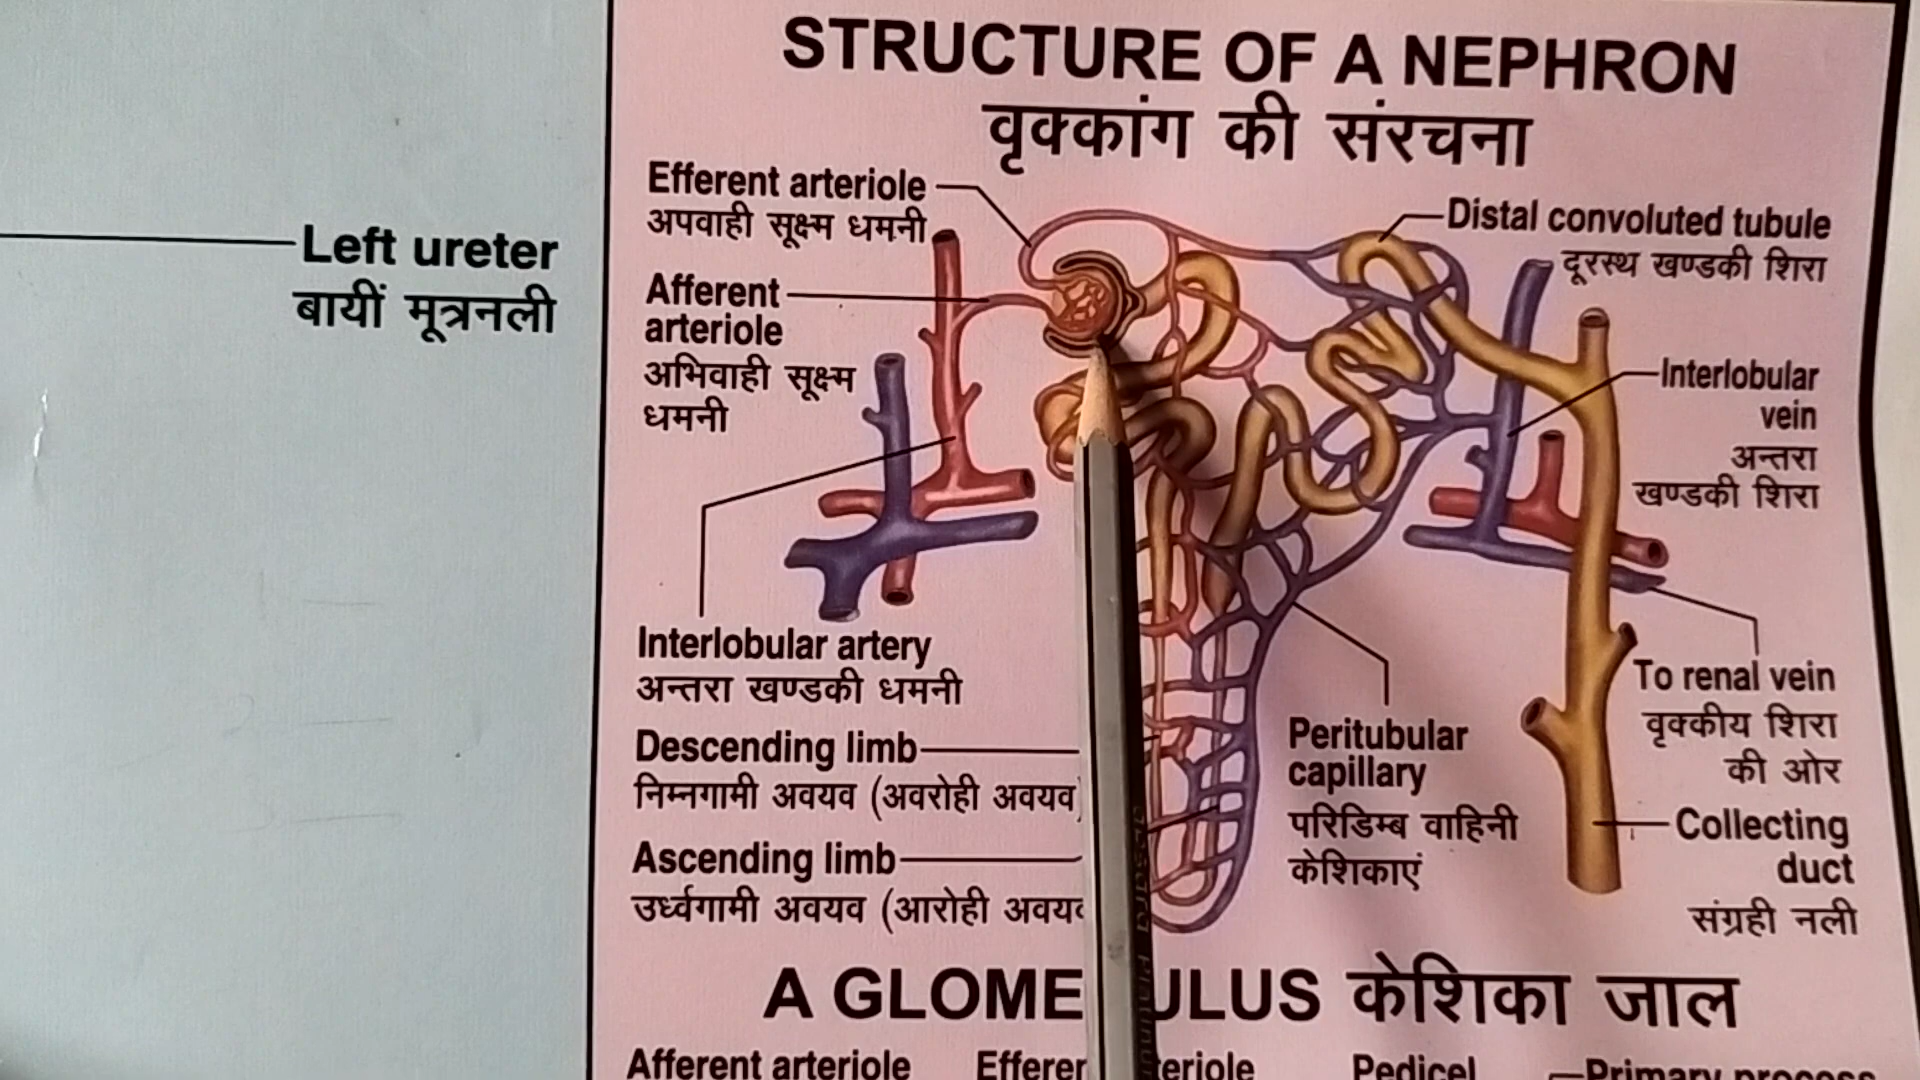 STRUCTURE OF A NEPHRON
वृक्कांग की संरचना
Efferent arteriole
अपवाही सूक्ष्म धमनी
Afferent
arteriole
अभिवाही सूक्ष्म
धमनी
Left ureter
बायीं मूत्रनली
Distal convoluted tubule
दूरस्थ खण्डकी शिरा
Interlobular
vein
अन्तरा
खण्डकी शिरा
Interlobular artery
अन्तरा खण्डकी धमनी
Descending limb
निम्नगामी अवयव (अवरोही अवयव)
Ascending limb
उर्ध्वगामी अवयव (आरोही
Peritubular
capillary
परिडिम्ब वाहिनी
केशिकाएं
To renal vein
वृक्कीय शिरा
की ओर
Collecting
duct
संग्रही नली
A केशिका जाल
Afferent arteriole
Pedicel
Primary process